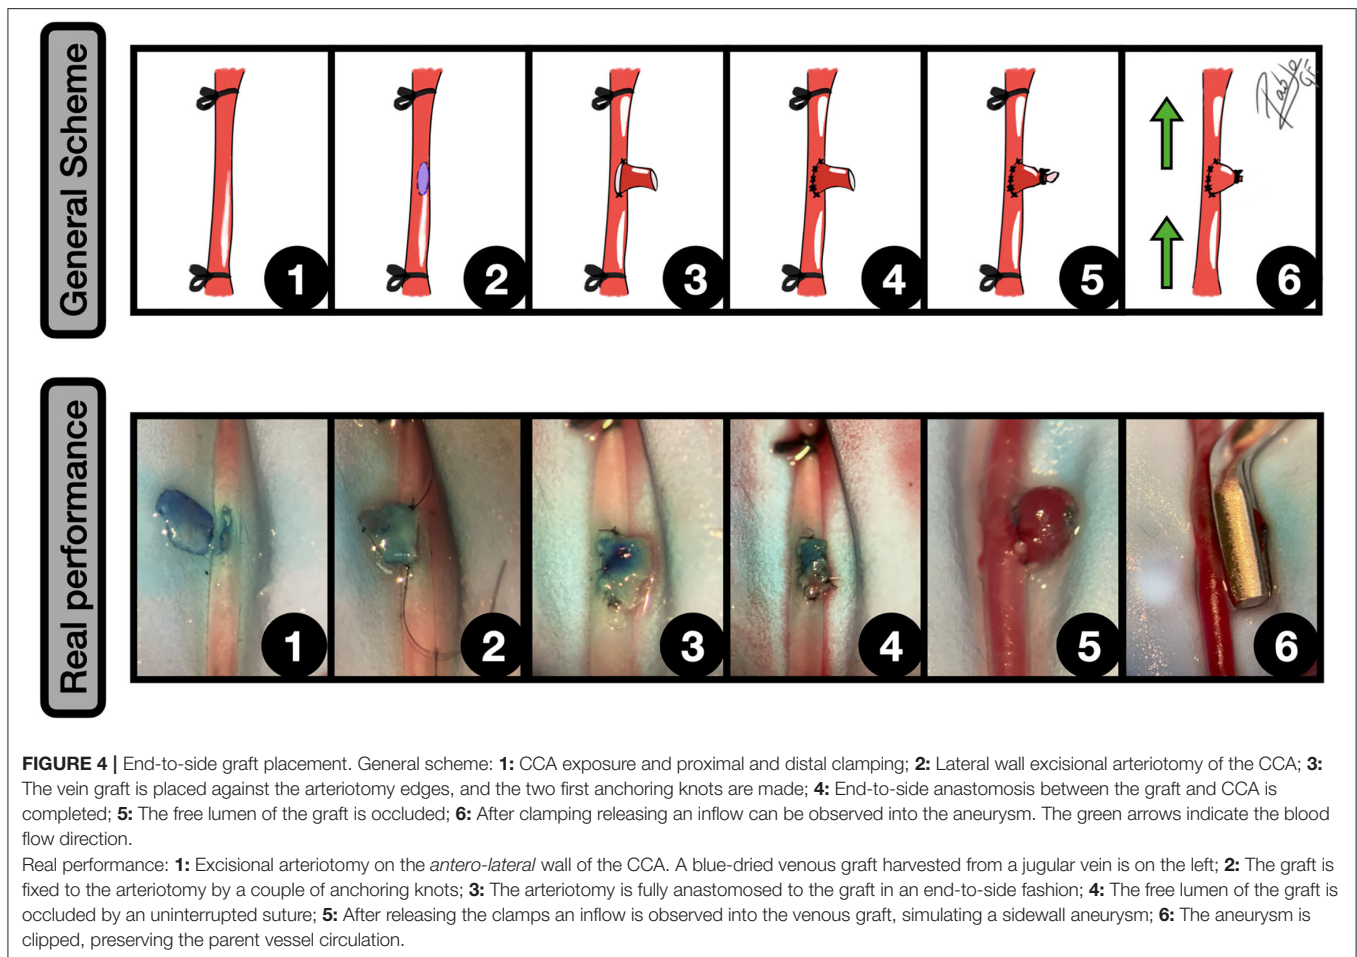 General Scheme
1
2
3
4
5
6
Real performance
1
2
3
4
5
6
FIGURE 4 | End-to-side graft placement. General scheme: 1: CCA exposure and proximal and distal clamping; 2: Lateral wall excisional arteriotomy of the CCA; 3:
The vein graft is placed against the arteriotomy edges, and the two first anchoring knots are made; 4: End-to-side anastomosis between the graft and CCA is
completed; 5: The free lumen of the graft is occluded; 6: After clamping releasing an inflow can be observed into the aneurysm. The green arrows indicate the blood
flow direction.
Real performance: 1: Excisional arteriotomy on the antero-lateral wall of the CCA. A blue-dried venous graft harvested from a jugular vein is on the left; 2: The graft is
fixed to the arteriotomy by a couple of anchoring knots; 3: The arteriotomy is fully anastomosed to the graft in an end-to-side fashion; 4: The free lumen of the graft is
occluded by an uninterrupted suture; 5: After releasing the clamps an inflow is observed into the venous graft, simulating a sidewall aneurysm; 6: The aneurysm is
clipped, preserving the parent vessel circulation.